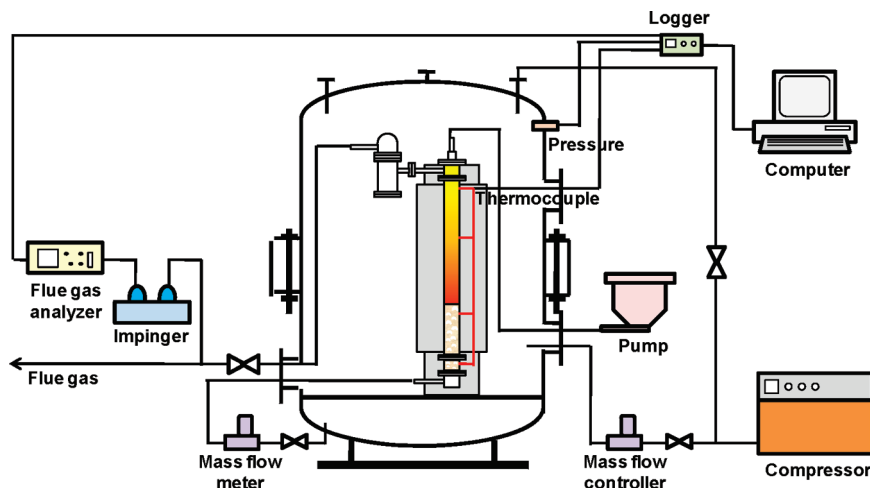 Logger
Pressure
Computer
Thermocouple
Flue gas
analyzer
Impinger
Pump
Flue gas
Mass flow
meter
Mass flow
controller
Compressor